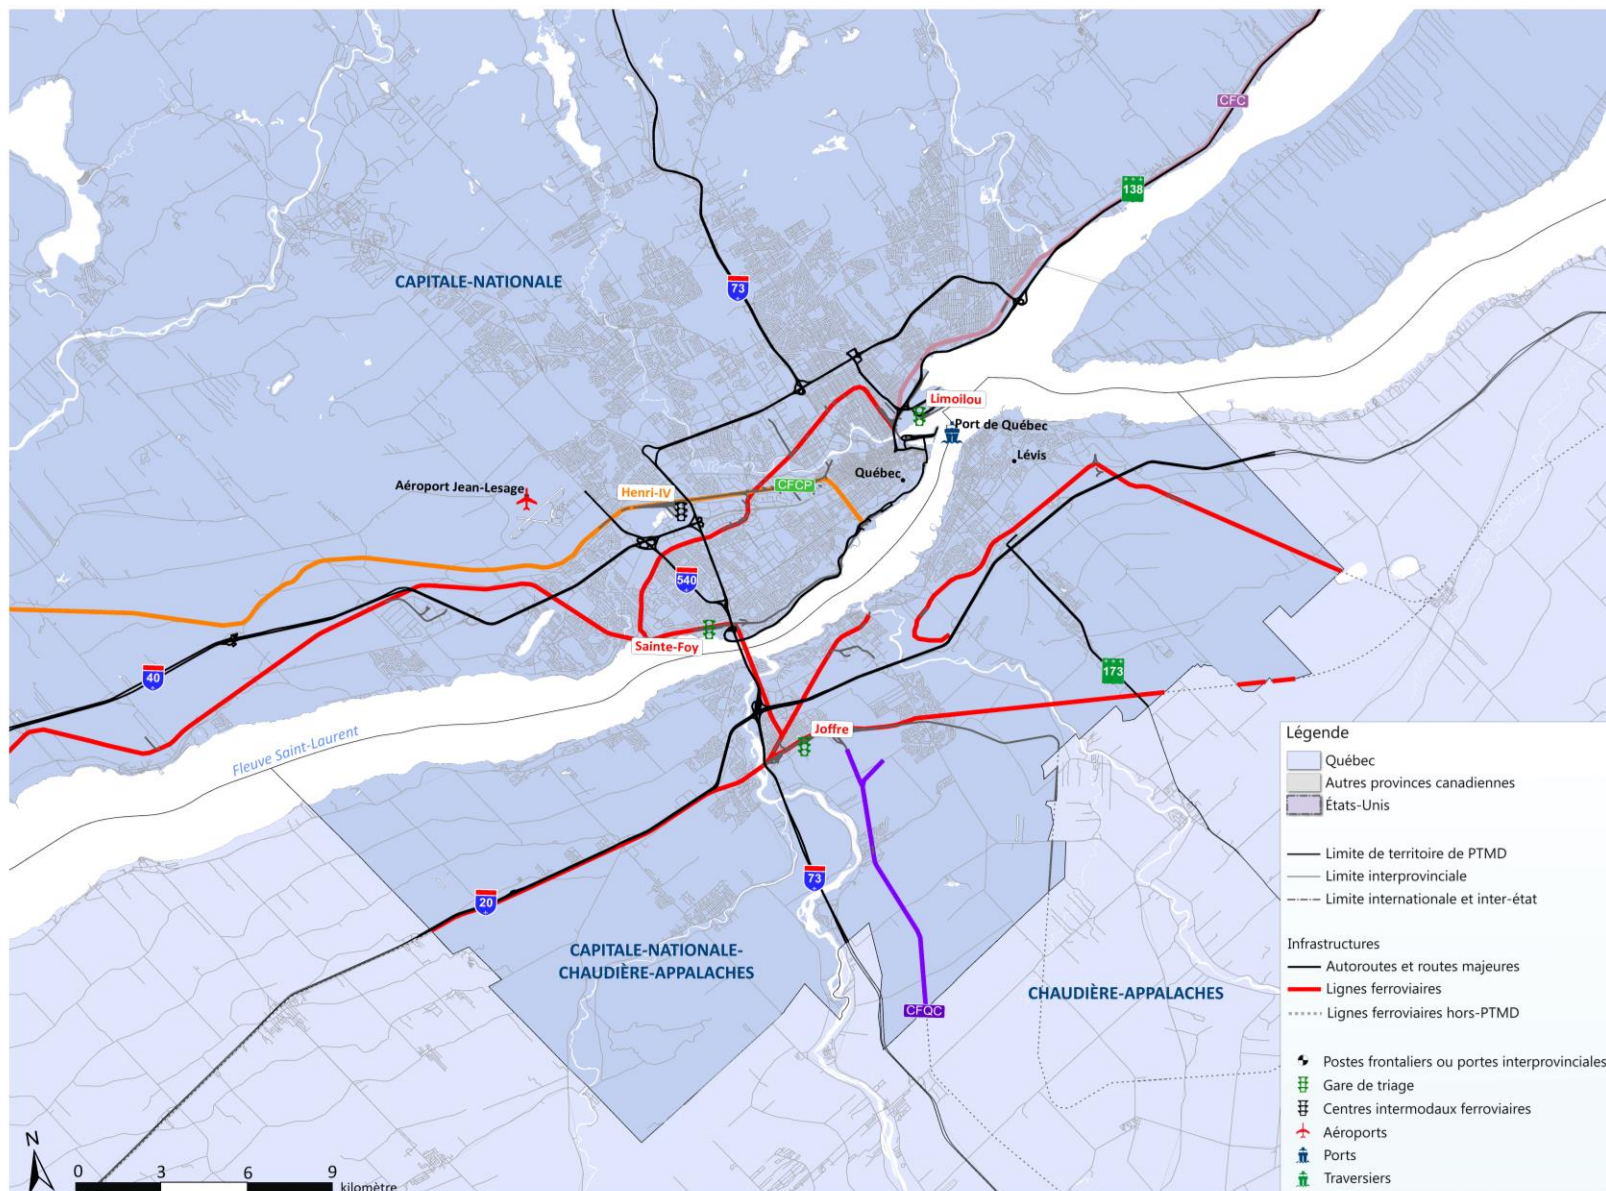 CFC
138
CAPITALE-NATIONALE
73
Limoilou
Port de Québec
Lévis
Québec
Aéroport Jean-Lesage
Henri-IV
CFCP
540
Sainte-Foy
40
173
Fleuve Saint-Laurent
Joffre
73
20
CAPITALE-NATIONALE-
CHAUDIÈRE-APPALACHES
CHAUDIÈRE-APPALACHES
CFQC
N
0 3 6 9
kilomètre
Légende
Québec
Autres provinces canadiennes
États-Unis
Limite de territoire de PTMD
Limite interprovinciale
Limite internationale et inter-état
Infrastructures
Autoroutes et routes majeures
Lignes ferroviaires
Lignes ferroviaires hors-PTMD
Postes frontaliers ou portes interprovinciales
Gare de triage
Centres intermodaux ferroviaires
Aéroports
Ports
Traversiers